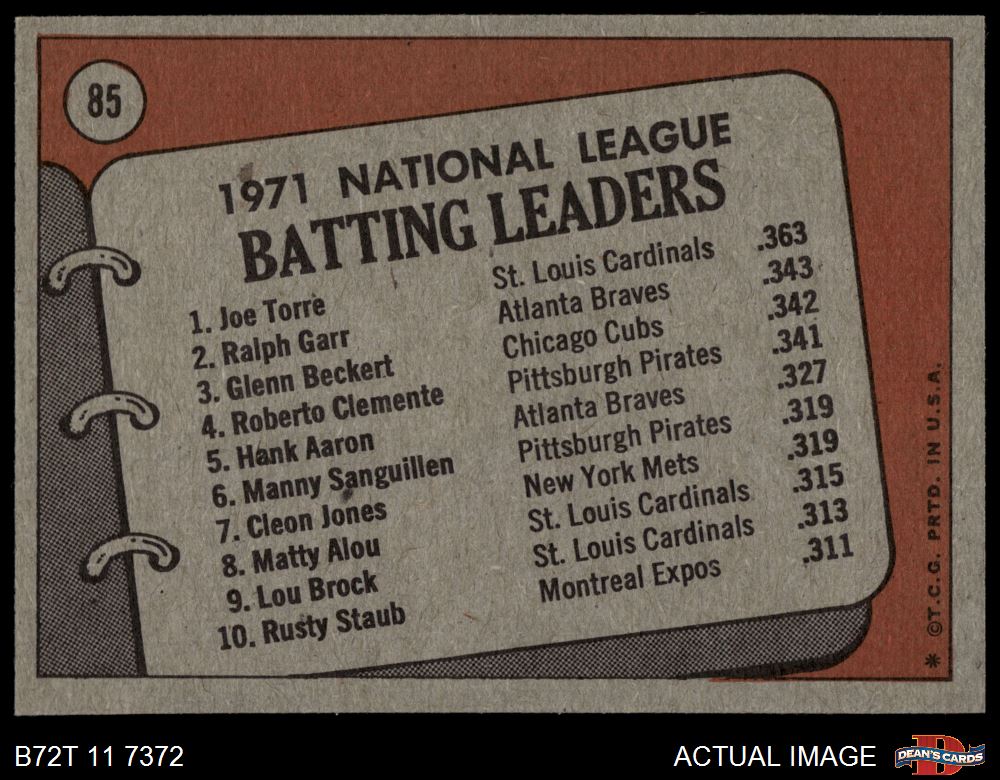 85
1971 NATIONAL LEAGUE
BATTING LEADERS
1. Joe Torre St. Louis Cardinals .363
2. Ralph Garr Atlanta Braves .343
3. Glenn Beckert Chicago Cubs .342
4. Roberto Clemente Pittsburgh Pirates .341
5. Hank Aaron Atlanta Braves .327
6. Manny Sanguillen Pittsburgh Pirates .319
7. Cleon Jones New York Mets .319
8. Matty Alou St. Louis Cardinals .315
9. Lou Brock St. Louis Cardinals .313
10. Rusty Staub Montreal Expos .311
* ©T.C.G. PRTD. IN U.S.A.
B72T 11 7372
ACTUAL IMAGE
D
DEAN'S CARDS